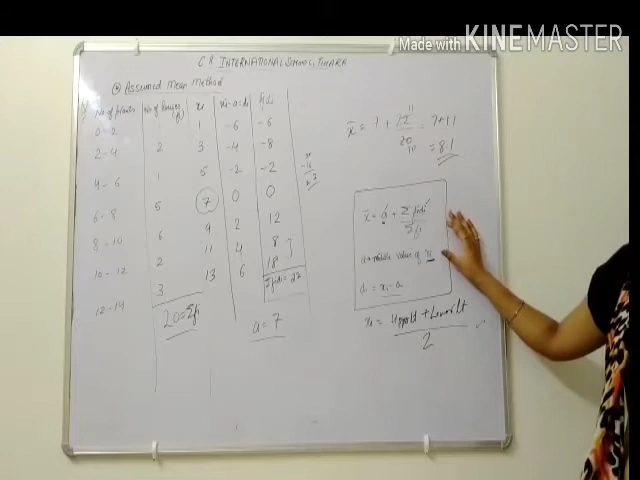 Made with KINEMASTER
C K INTERNATIONAL SCHOOL,
Assumed Mean Method
No. of plants No. of houses (fi) xi xi - a = di fidi
0-2 1 1 -6 -6
2-4 2 3 -4 -8
4-6 1 5 -2 -2
6-8 5 7 0 0
8-10 6 9 2 12
10-12 2 11 4 8
12-14 3 13 6 18
20 = Σfi
Σfidi = 22
a = 7
x̄ = 7 + 22/20 = 7+1.1
= 8.1
x̄ = a + Σfidi/Σfi
a = middle value of xi
di = xi - a
xi = Upp lt + Lower lt / 2